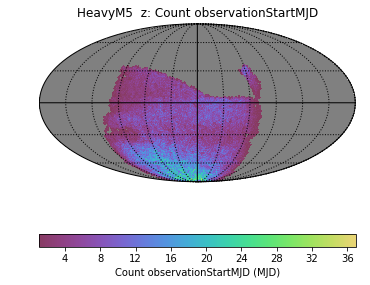 HeavyM5  z: Count observationStartMJD
4 8 12 16 20 24 28 32 36
Count observationStartMJD (MJD)